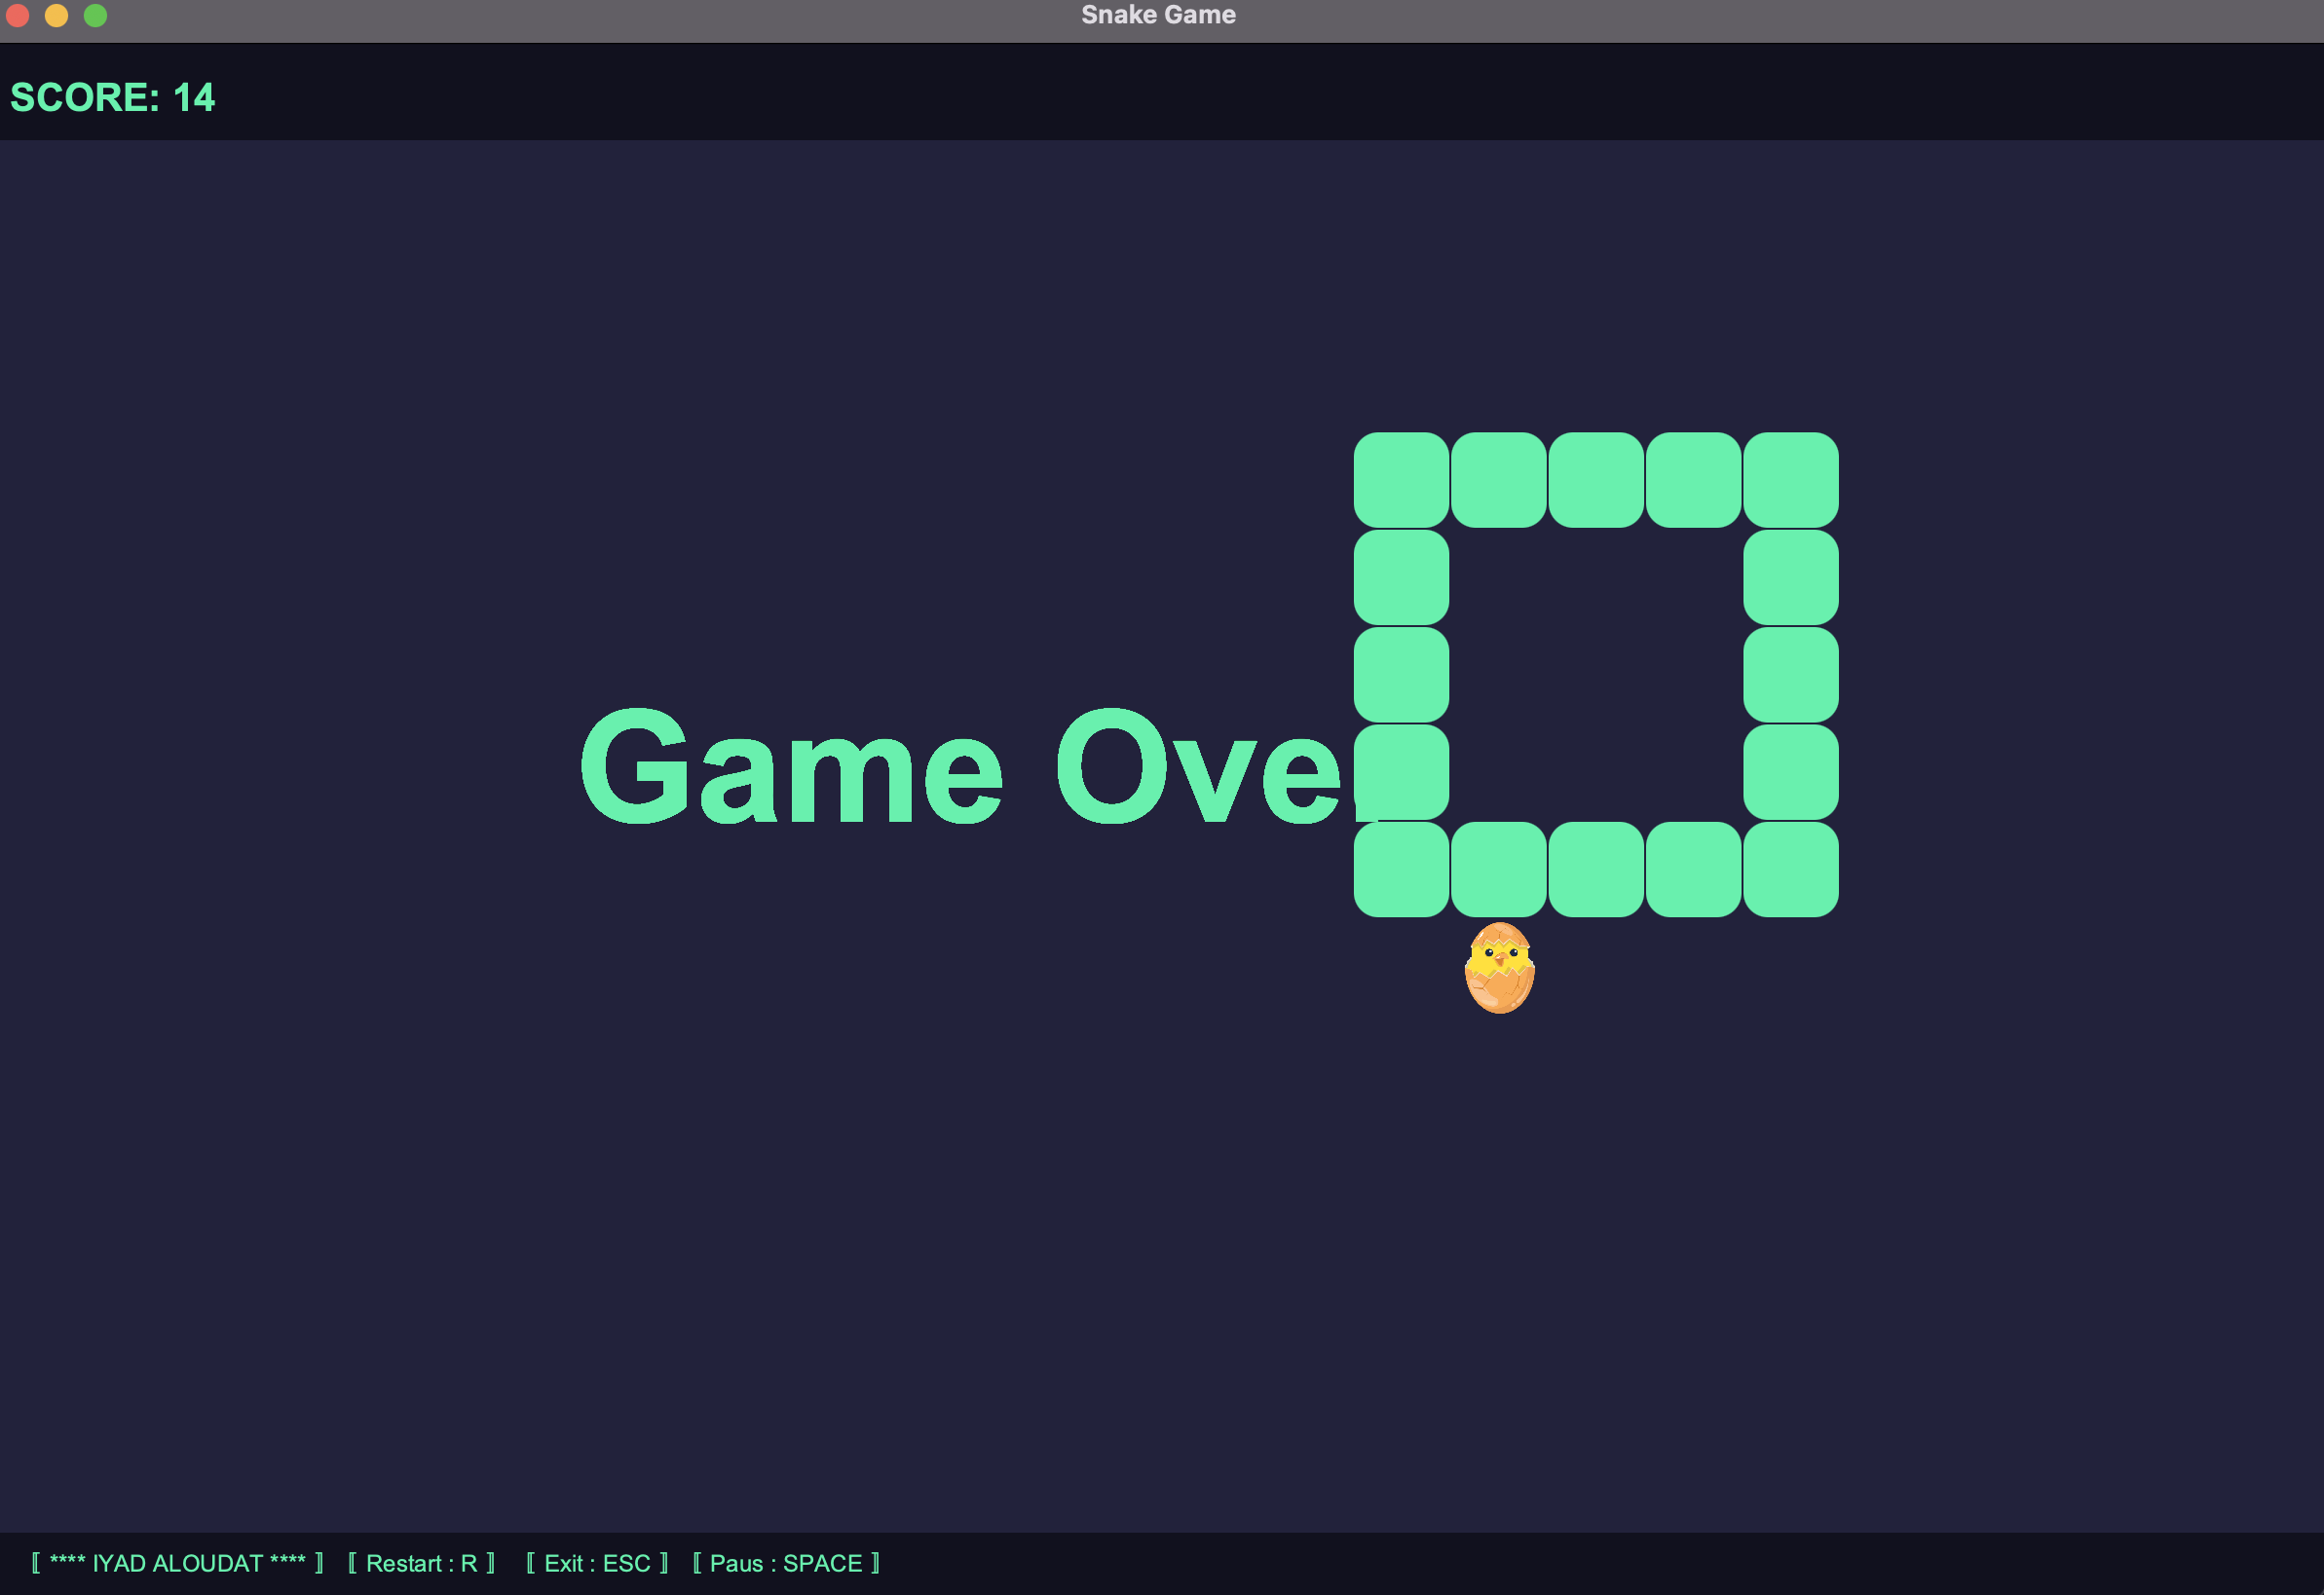 Snake Game
SCORE: 14
Game Over
⟦ **** IYAD ALOUDAT **** ⟧ ⟦ Restart : R ⟧ ⟦ Exit : ESC ⟧ ⟦ Paus : SPACE ⟧